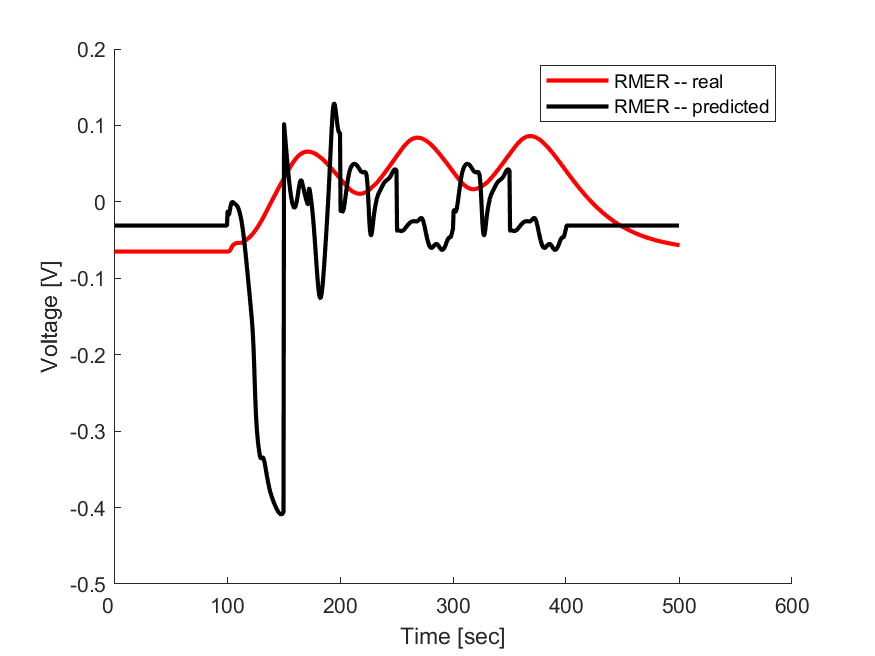 0.2
0.1
0
-0.1
-0.2
-0.3
-0.4
-0.5
Voltage [V]
RMER -- real
RMER -- predicted
0 100 200 300 400 500 600
Time [sec]